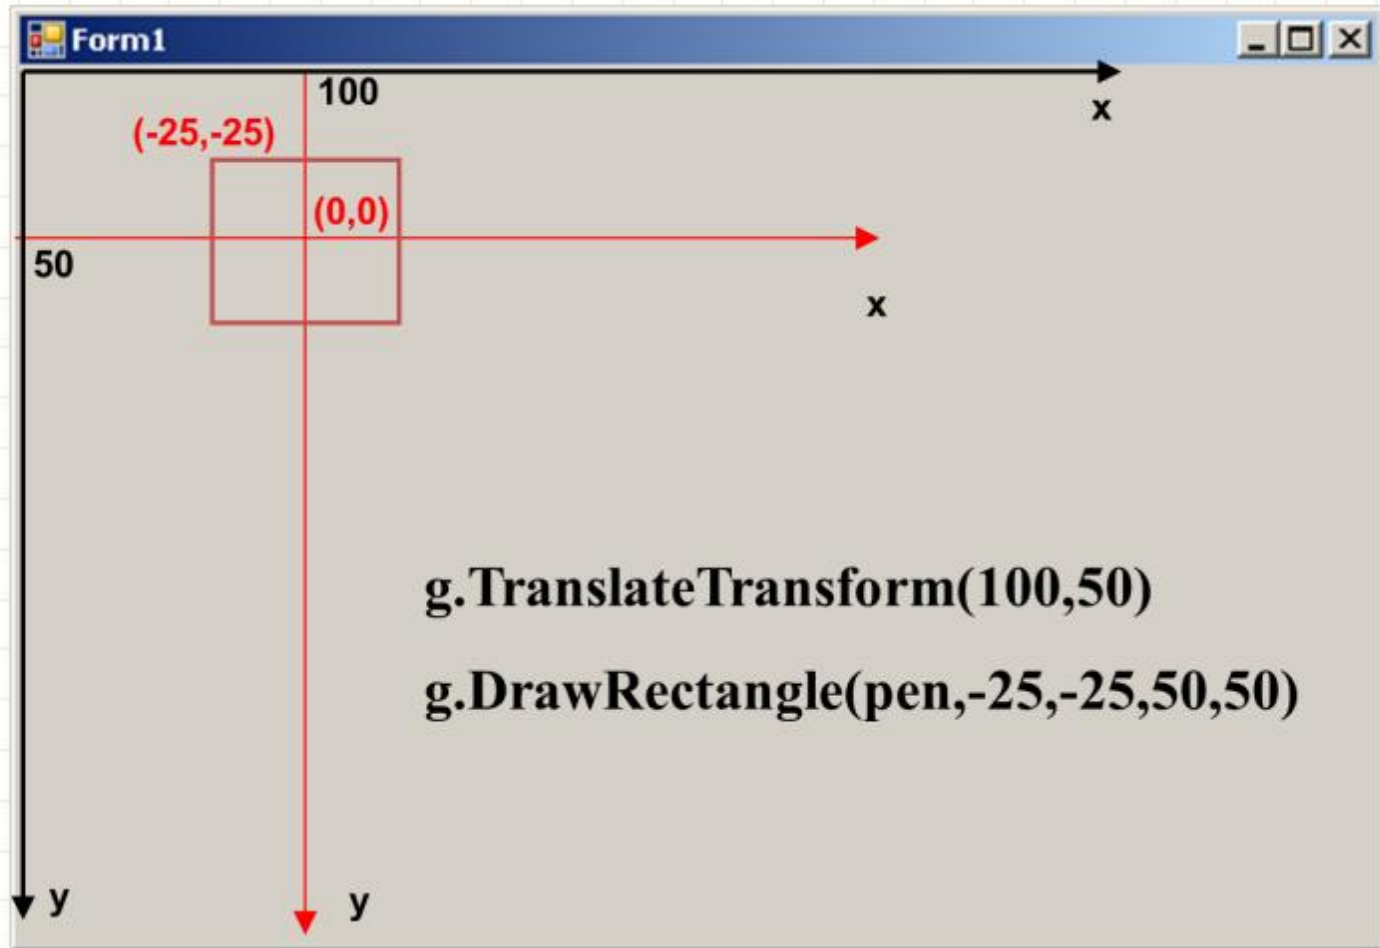 Form1
100
x
(-25,-25)
(0,0)
50
x
g.TranslateTransform(100,50)
g.DrawRectangle(pen,-25,-25,50,50)
y
y